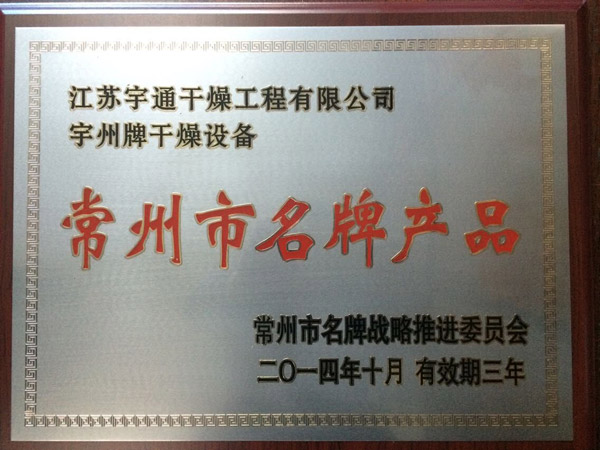 江苏宇通干燥工程有限公司
宇州牌干燥设备
常州市名牌产品
常州市名牌战略推进委员会
二〇一四年十月 有效期三年